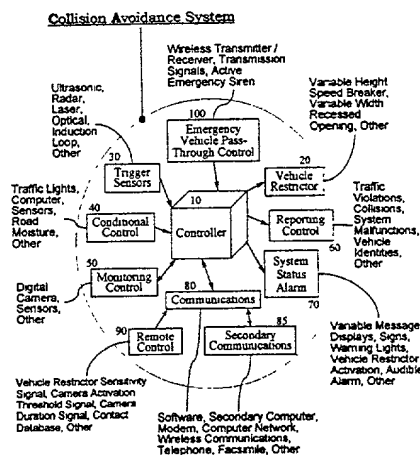 Collision Avoidance System
Wireless Transmitter /
Receiver, Transmission
Signals, Active
Emergency Siren
Ultrasonic,
Radar,
Laser,
Optical,
Induction
Loop,
Other
Variable Height
Speed Breaker,
Variable Width
Recessed
Opening, Other
100
Emergency
Vehicle Pass-
Through Control
30
Trigger
Sensors
20
Vehicle
Restrictor
Traffic Lights,
Computer,
Sensors,
Road
Moisture,
Other
40
Conditional
Control
10
Controller
Reporting
Control
60
Traffic
Violations,
Collisions,
System
Malfunctions,
Vehicle
Identities,
Other
50
Monitoring
Control
Digital
Camera,
Sensors,
Other
System
Status
Alarm
70
80
Communications
90
Remote
Control
85
Secondary
Communications
Variable Message
Displays, Signs,
Warning Lights,
Vehicle Restrictor
Activation, Audible
Alarm, Other
Vehicle Restrictor Sensitivity
Signal, Camera Activation
Threshold Signal, Camera
Duration Signal, Contact
Database, Other
Software, Secondary Computer,
Modem, Computer Network,
Wireless Communications,
Telephone, Facsimile, Other